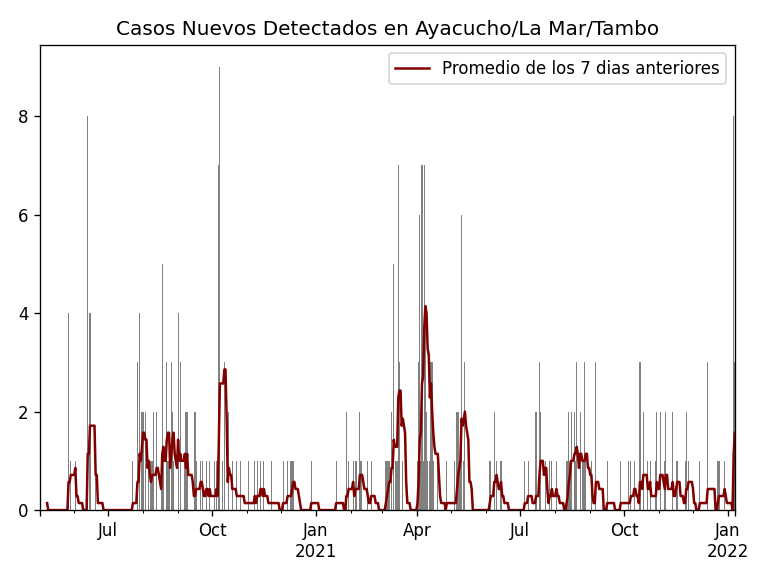 Casos Nuevos Detectados en Ayacucho/La Mar/Tambo
Promedio de los 7 dias anteriores
8
6
4
2
0
Jul
Oct
Jan
2021
Apr
Jul
Oct
Jan
2022